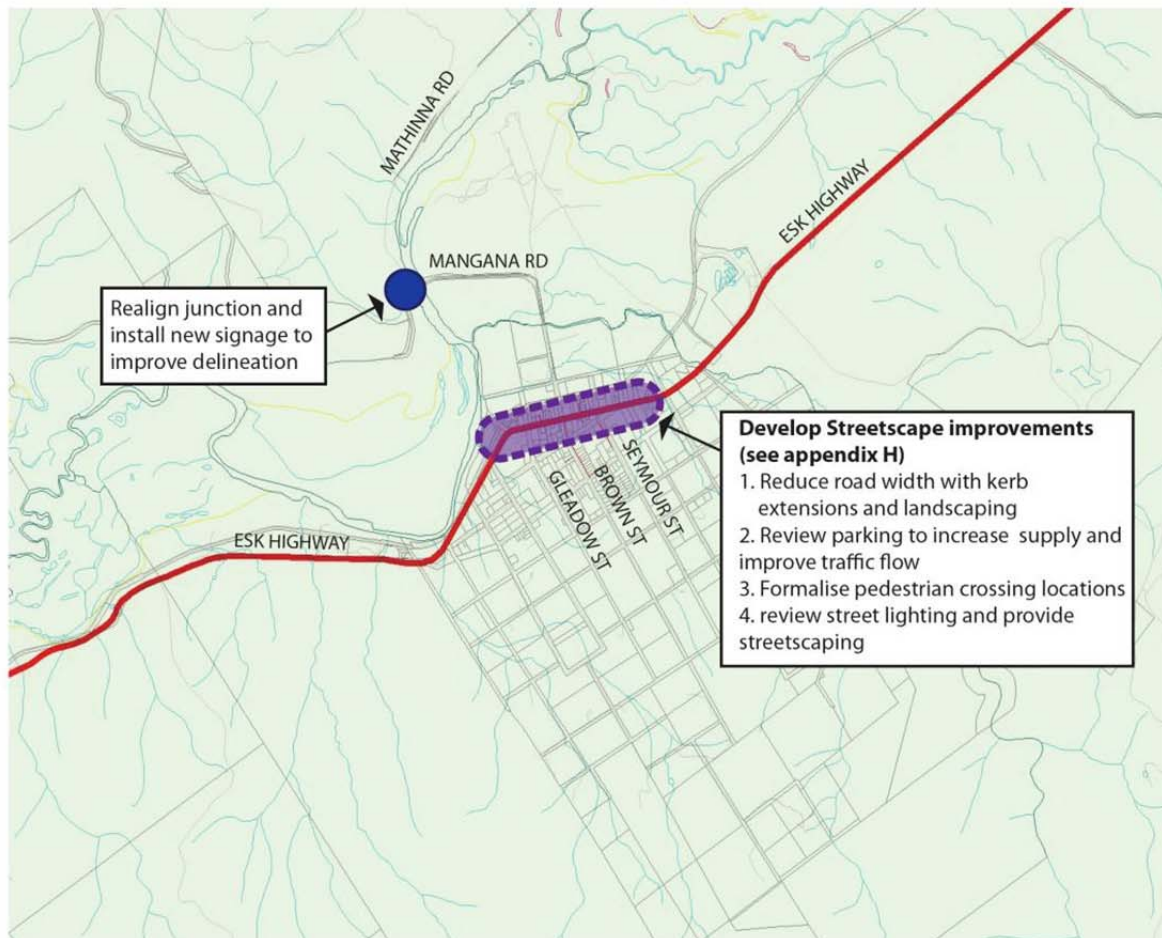 MATHINNA RD
ESK HIGHWAY
MANGANA RD
Realign junction and
install new signage to
improve delineation
Develop Streetscape improvements
(see appendix H)
1. Reduce road width with kerb
extensions and landscaping
2. Review parking to increase supply and
improve traffic flow
3. Formalise pedestrian crossing locations
4. review street lighting and provide
streetscaping
SEYMOUR ST
BROWN ST
GLEADOW ST
ESK HIGHWAY